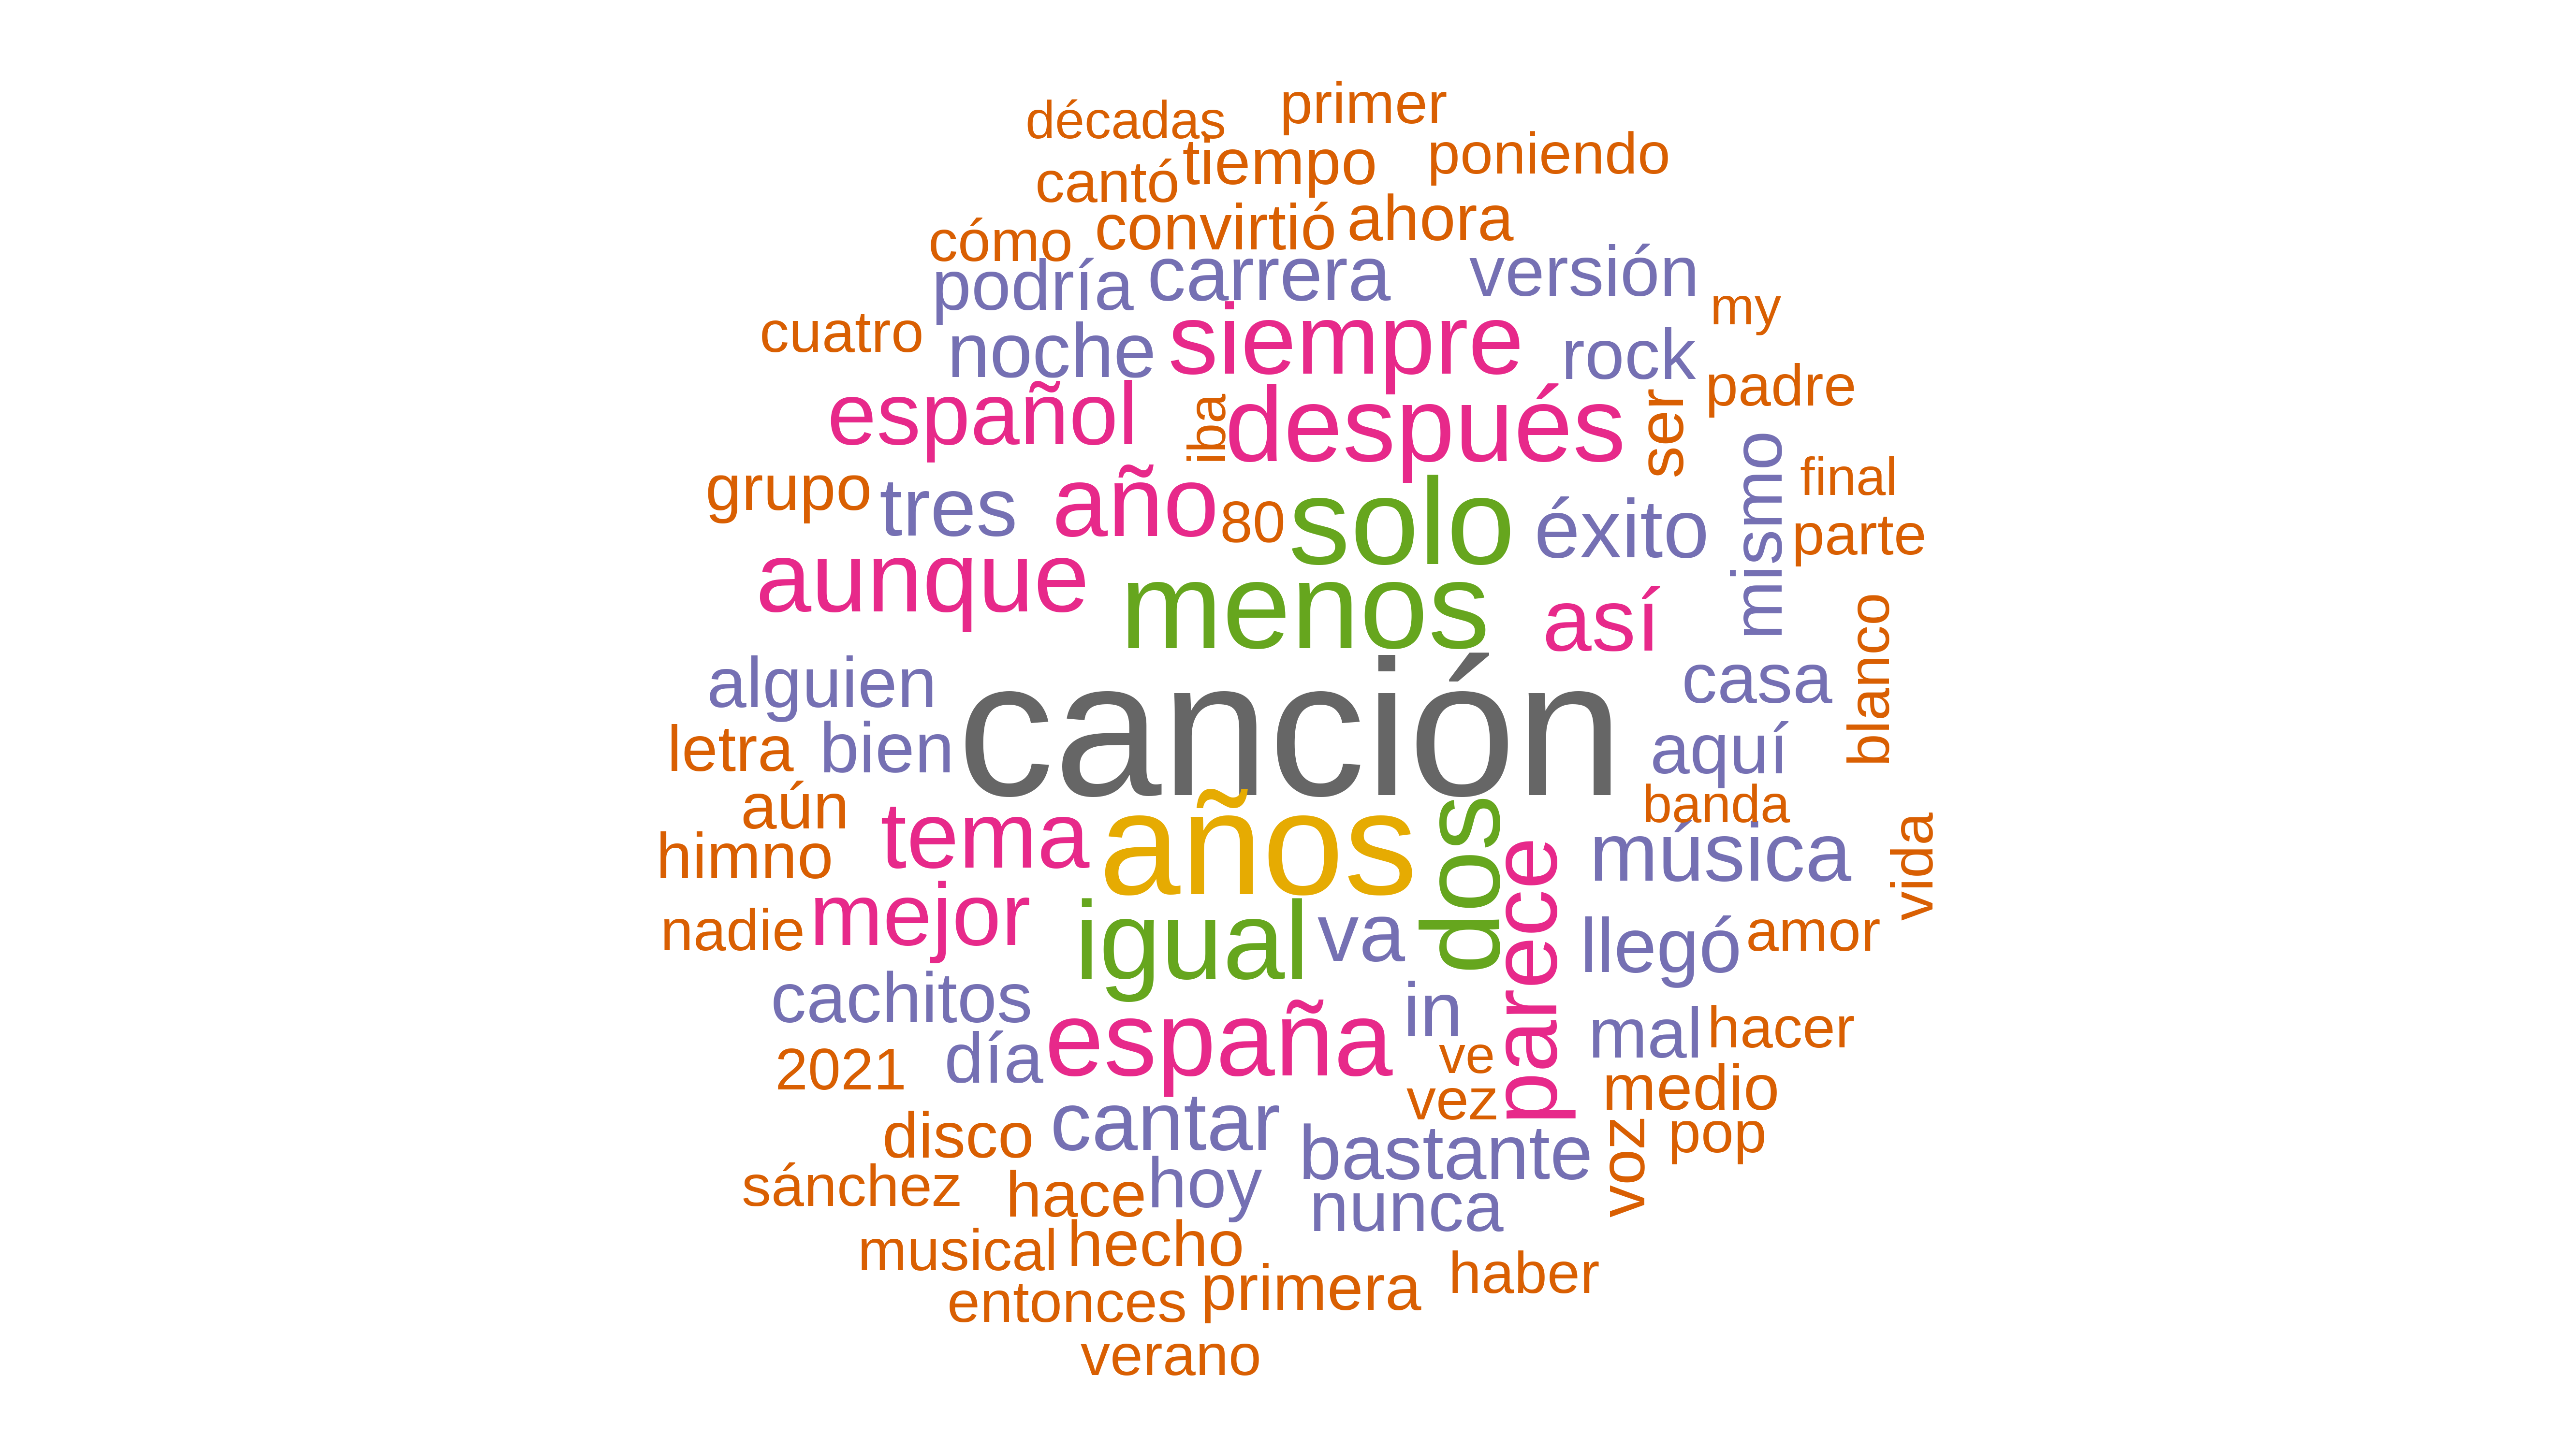 décadas primer
cantó tiempo poniendo
cómo convirtió ahora
podría carrera versión
my
cuatro noche siempre rock
padre
español iba después ser
mismo
grupo tres año 80 solo éxito final
parte
aunque menos así
blanco
alguien canción casa
letra bien aquí
aún tema años dos banda
himno parece música vida
nadie mejor igual va llegó amor
cachitos in mal hacer
2021 día españa ve
vez medio
disco cantar bastante voz pop
sánchez hace hoy nunca
musical hecho haber
entonces primera
verano